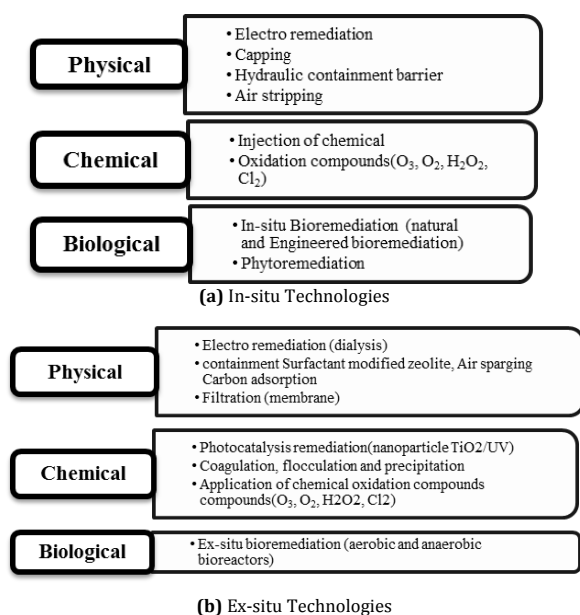 Physical
• Electro remediation
• Capping
• Hydraulic containment barrier
• Air stripping
Chemical
• Injection of chemical
• Oxidation compounds(O₃, O₂, H₂O₂,
Cl₂)
Biological
• In-situ Bioremediation (natural
and Engineered bioremediation)
• Phytoremediation
(a) In-situ Technologies
Physical
• Electro remediation (dialysis)
• containment Surfactant modified zeolite, Air sparging
Carbon adsorption
• Filtration (membrane)
Chemical
• Photocatalysis remediation(nanoparticle TiO2/UV)
• Coagulation, flocculation and precipitation
• Application of chemical oxidation compounds
compounds(O₃, O₂, H2O2, Cl2)
Biological
• Ex-situ bioremediation (aerobic and anaerobic
bioreactors)
(b) Ex-situ Technologies